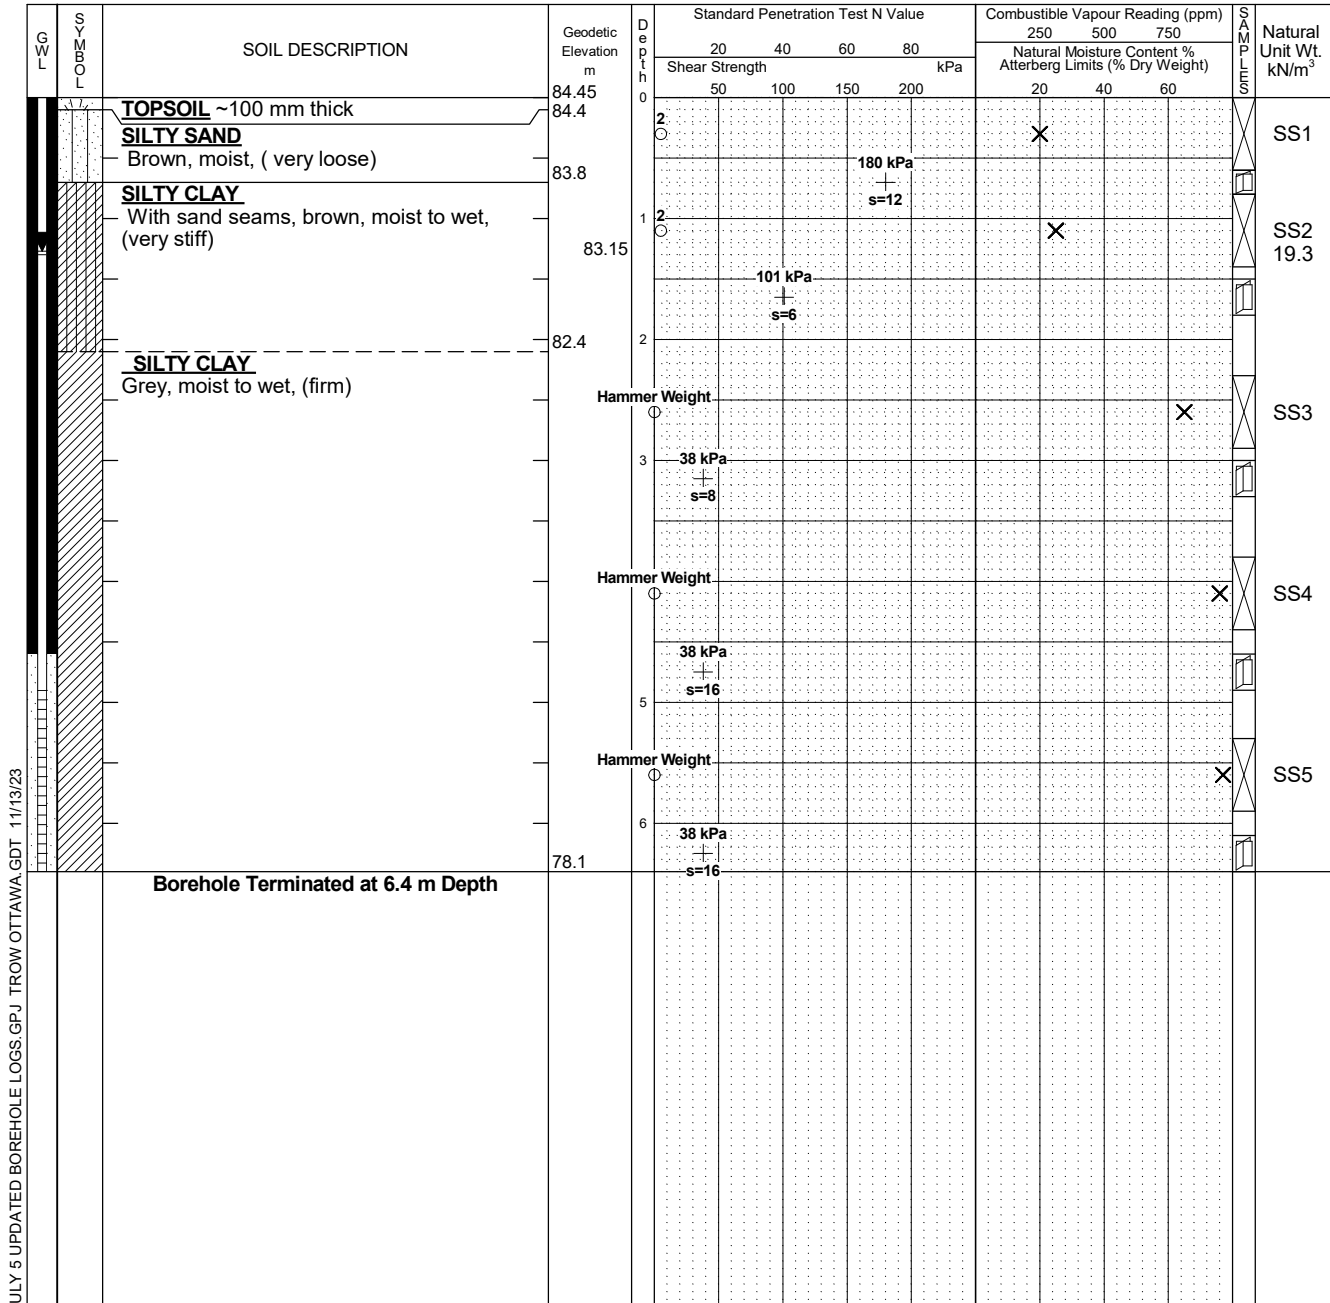 GWL
SYMBOL
SOIL DESCRIPTION
Geodetic
Elevation
m
84.45
Depth
Standard Penetration Test N Value
20 40 60 80
Shear Strength kPa
50 100 150 200
Combustible Vapour Reading (ppm)
250 500 750
Natural Moisture Content %
Atterberg Limits (% Dry Weight)
20 40 60
SAMPLES
Natural
Unit Wt.
kN/m³
0
TOPSOIL ~100 mm thick 84.4
SILTY SAND
Brown, moist, ( very loose)
2
SS1
83.8
180 kPa
s=12
SILTY CLAY
With sand seams, brown, moist to wet,
(very stiff)
1
2
SS2
19.3
83.15
101 kPa
s=6
82.4
2
SILTY CLAY
Grey, moist to wet, (firm)
Hammer Weight
SS3
3
38 kPa
s=8
Hammer Weight
SS4
38 kPa
s=16
5
Hammer Weight
SS5
6
38 kPa
s=16
78.1
Borehole Terminated at 6.4 m Depth
ULY 5 UPDATED BOREHOLE LOGS.GPJ TROW OTTAWA.GDT 11/13/23